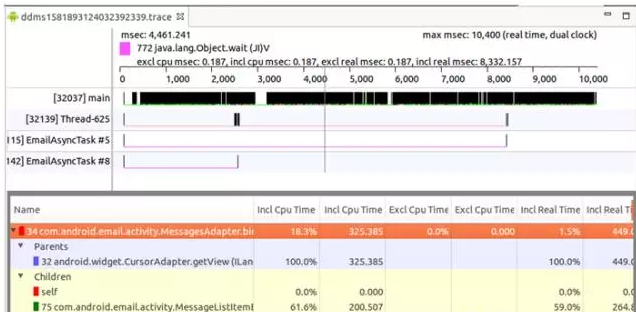 ddms1581893124032392339.trace
msec: 4,461.241 max msec: 10,400 (real time, dual clock)
772 java.lang.Object.wait (JI)V
excl cpu msec: 0.187, incl cpu msec: 0.187, excl real msec: 0.187, incl real msec: 8,332.157
0 1,000 2,000 3,000 4,000 5,000 6,000 7,000 8,000 9,000 10,000
[32037] main
[32139] Thread-625
l15] EmailAsyncTask #5
142] EmailAsyncTask #8
Name Incl Cpu Time Incl Cpu Time Excl Cpu Time Excl Cpu Time Incl Real Time Incl Real T
34 com.android.email.activity.MessagesAdapter.bin 18.3% 325.385 0.0% 0.000 1.5% 449.0
Parents
32 android.widget.CursorAdapter.getView (ILan 100.0% 325.385 100.0% 449.0
Children
self 0.0% 0.000 0.0% 0.0
75 com.android.email.activity.MessageListItemB 61.6% 200.507 59.0% 264.8